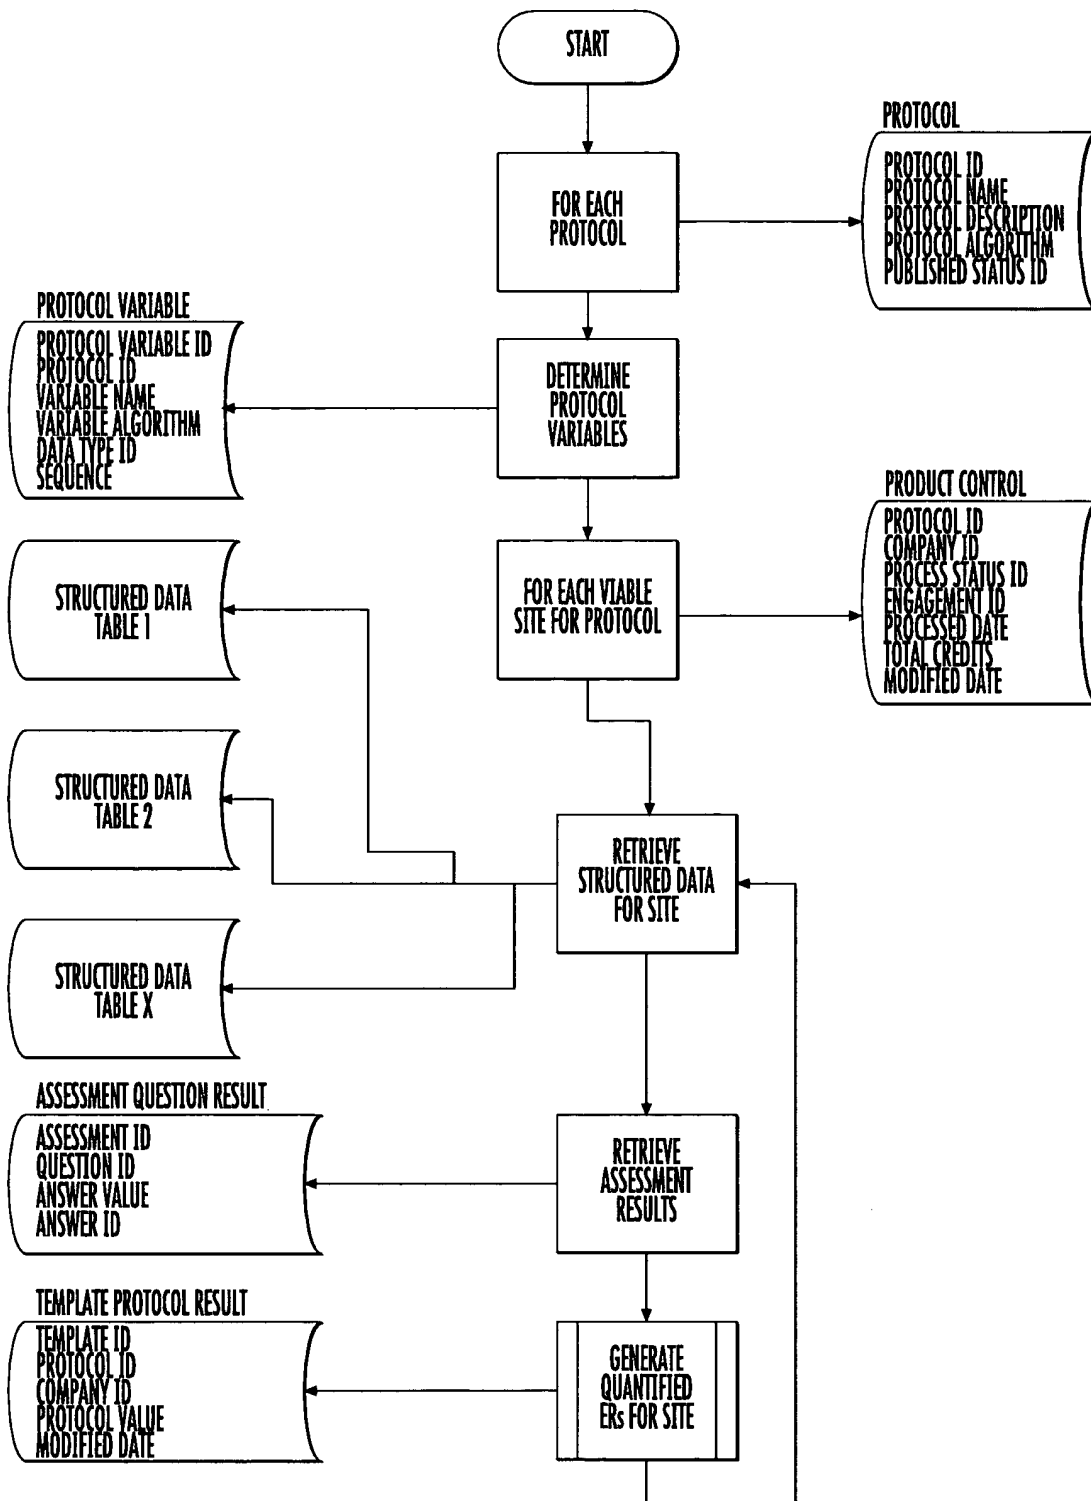 START
PROTOCOL
PROTOCOL ID
PROTOCOL NAME
PROTOCOL DESCRIPTION
PROTOCOL ALGORITHM
PUBLISHED STATUS ID
FOR EACH
PROTOCOL
PROTOCOL VARIABLE
PROTOCOL VARIABLE ID
PROTOCOL ID
VARIABLE NAME
VARIABLE ALGORITHM
DATA TYPE ID
SEQUENCE
DETERMINE
PROTOCOL
VARIABLES
PRODUCT CONTROL
PROTOCOL ID
COMPANY ID
PROCESS STATUS ID
ENGAGEMENT ID
PROCESSED DATE
TOTAL CREDITS
MODIFIED DATE
FOR EACH VIABLE
SITE FOR PROTOCOL
STRUCTURED DATA
TABLE 1
STRUCTURED DATA
TABLE 2
RETRIEVE
STRUCTURED DATA
FOR SITE
STRUCTURED DATA
TABLE X
ASSESSMENT QUESTION RESULT
ASSESSMENT ID
QUESTION ID
ANSWER VALUE
ANSWER ID
RETRIEVE
ASSESSMENT
RESULTS
TEMPLATE PROTOCOL RESULT
TEMPLATE ID
PROTOCOL ID
COMPANY ID
PROTOCOL VALUE
MODIFIED DATE
GENERATE
QUANTIFIED
ERs FOR SITE